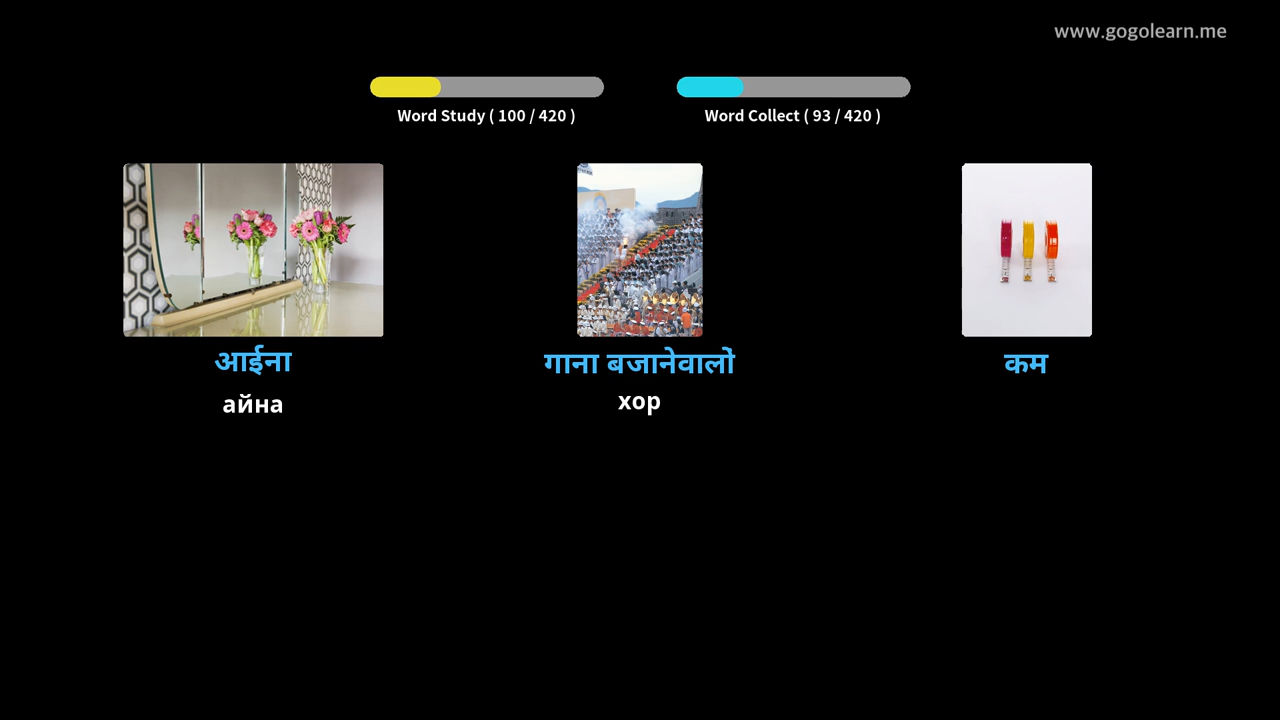 www.gogolearn.me
Word Study ( 100 / 420 )
Word Collect ( 93 / 420 )
आईना
गाना बजानेवालों
कम
айна
хор